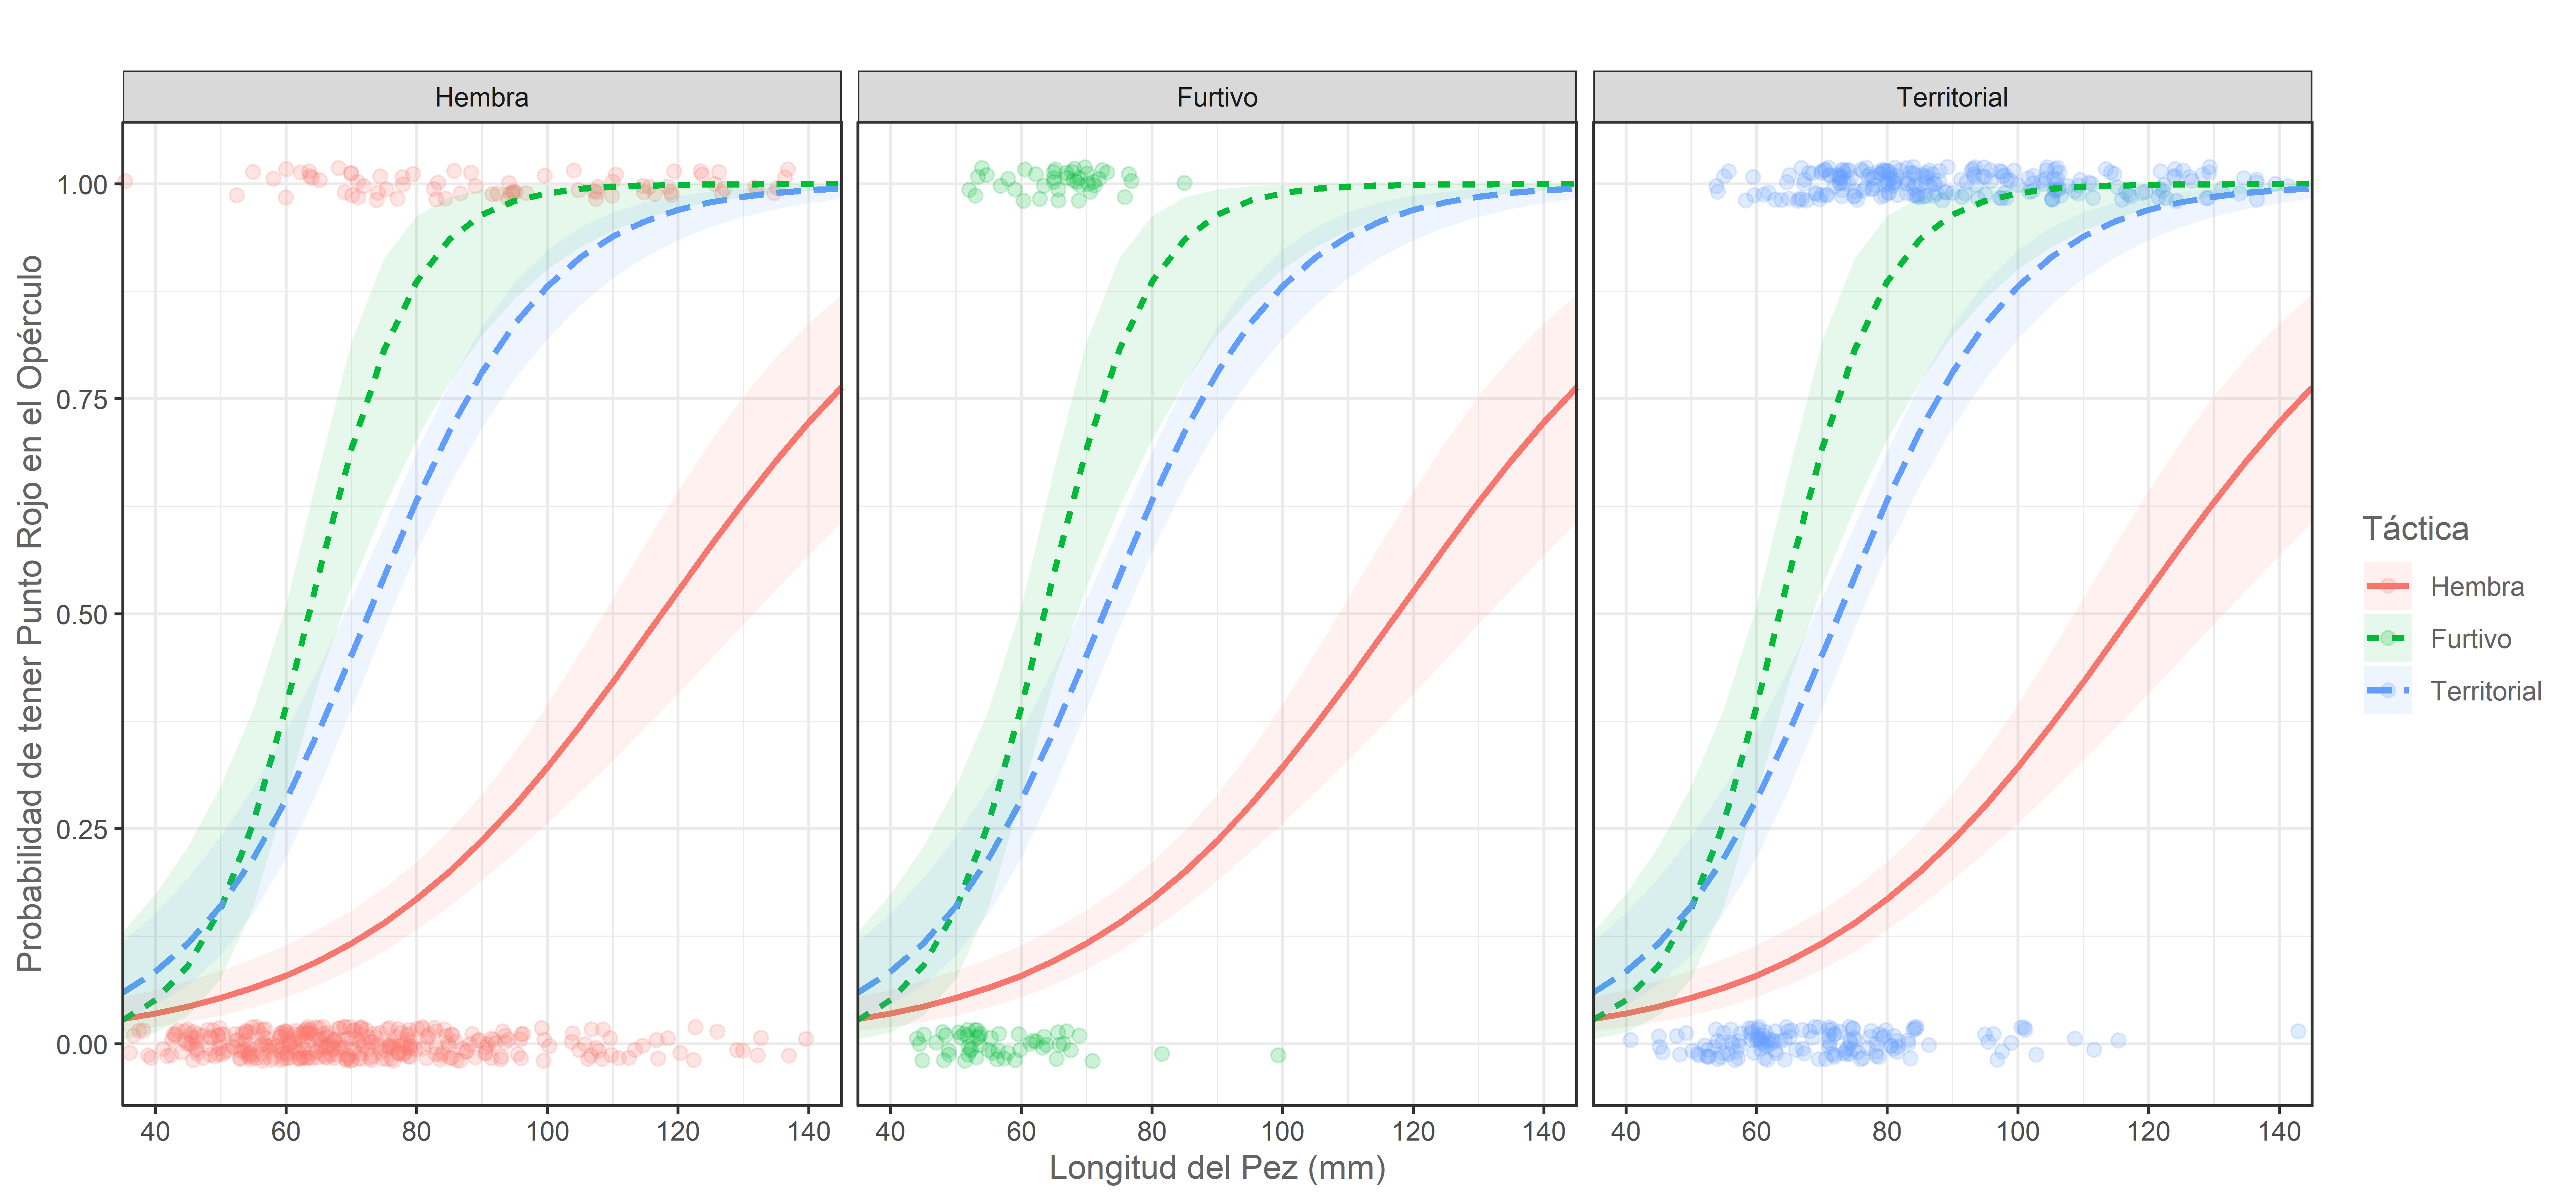 Hembra
Furtivo
Territorial
Probabilidad de tener Punto Rojo en el Opérculo
1.00
0.75
0.50
0.25
0.00
40 60 80 100 120 140
40 60 80 100 120 140
40 60 80 100 120 140
Longitud del Pez (mm)
Táctica
Hembra
Furtivo
Territorial